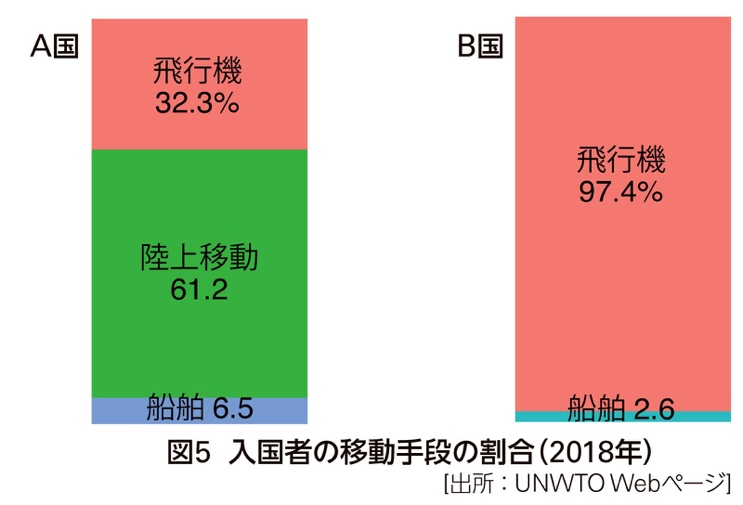 A国
飛行機
32.3%
陸上移動
61.2
船舶 6.5
B国
飛行機
97.4%
船舶 2.6
図5 入国者の移動手段の割合(2018年)
[出所:UNWTO Webページ]